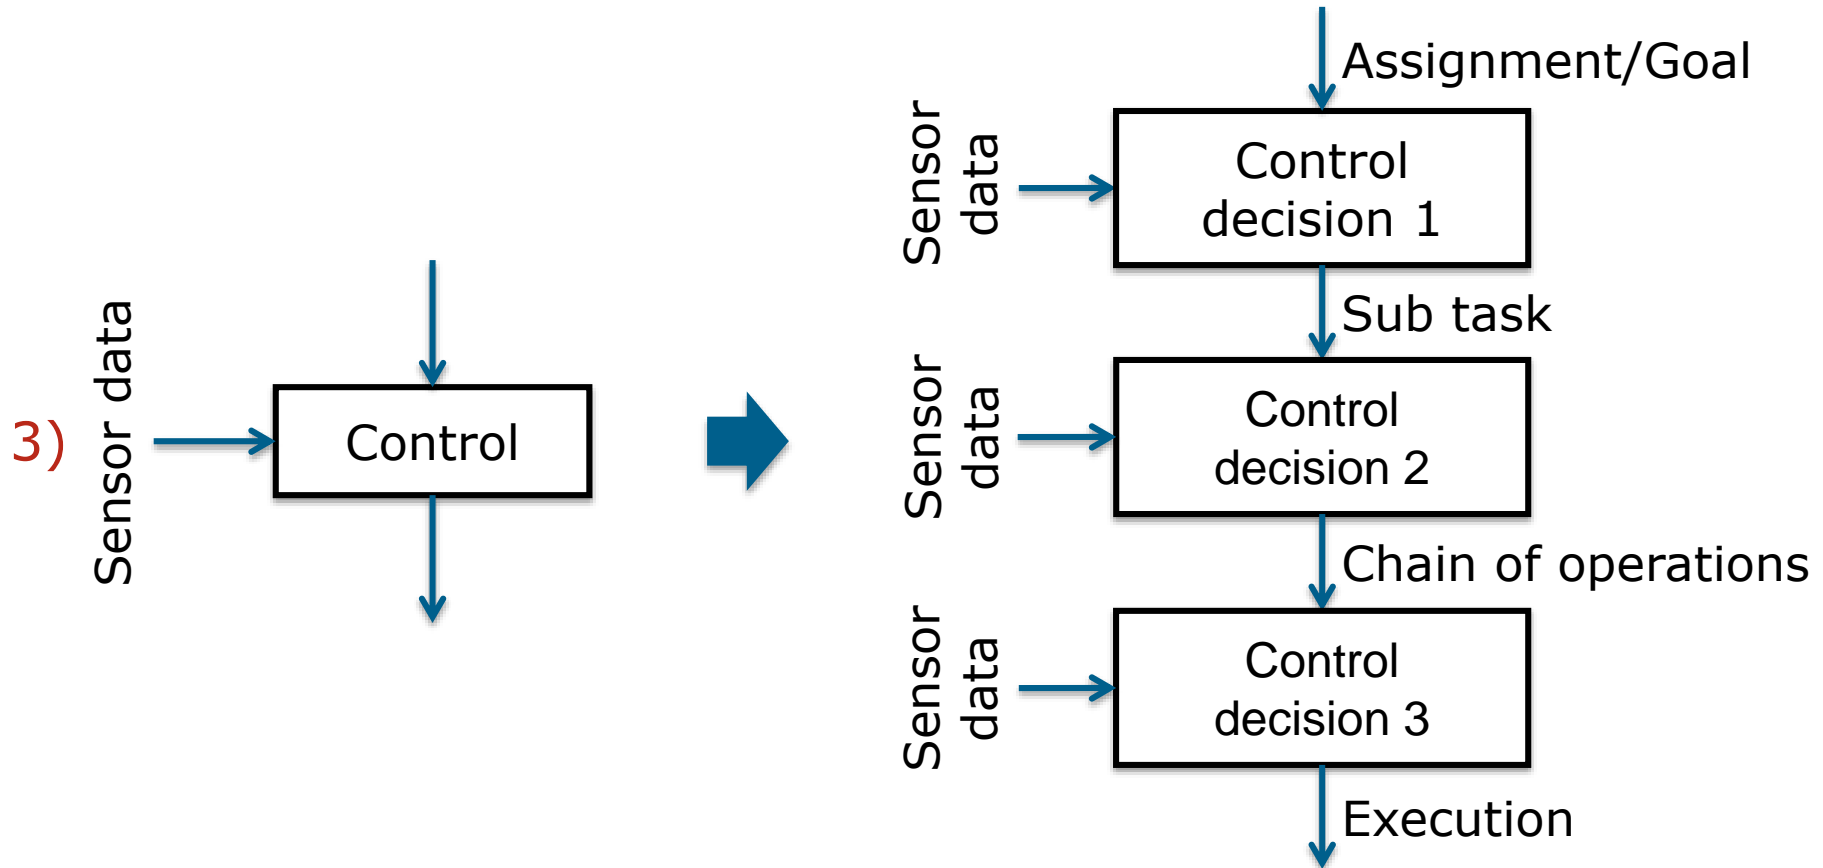 3)
Sensor data
Control
Assignment/Goal
Sensor
data
Control
decision 1
Sub task
Sensor
data
Control
decision 2
Chain of operations
Sensor
data
Control
decision 3
Execution